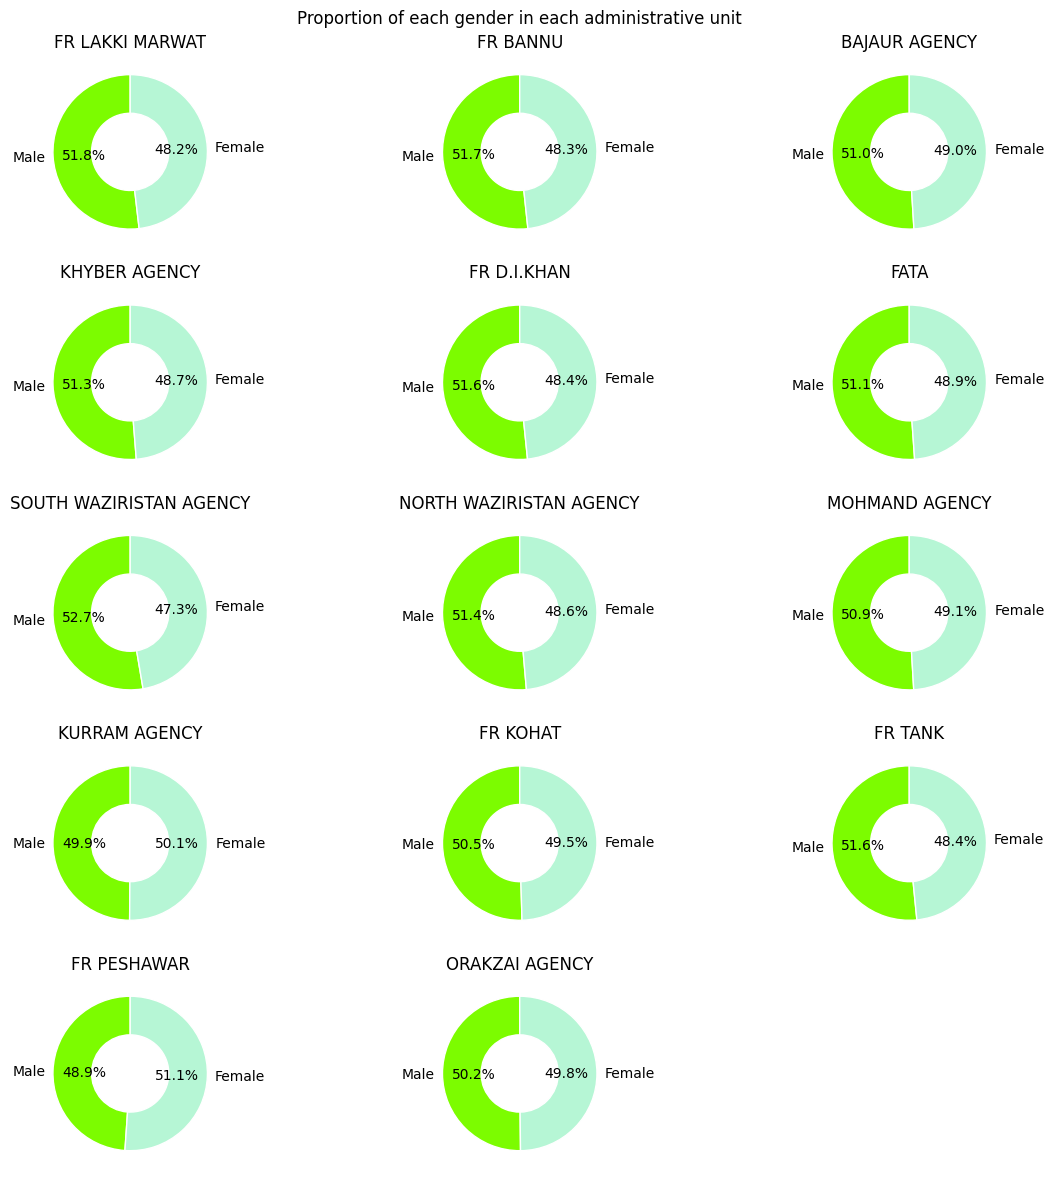 Proportion of each gender in each administrative unit
FR LAKKI MARWAT
Male 51.8% 48.2% Female
FR BANNU
Male 51.7% 48.3% Female
BAJAUR AGENCY
Male 51.0% 49.0% Female
KHYBER AGENCY
Male 51.3% 48.7% Female
FR D.I.KHAN
Male 51.6% 48.4% Female
FATA
Male 51.1% 48.9% Female
SOUTH WAZIRISTAN AGENCY
Male 52.7% 47.3% Female
NORTH WAZIRISTAN AGENCY
Male 51.4% 48.6% Female
MOHMAND AGENCY
Male 50.9% 49.1% Female
KURRAM AGENCY
Male 49.9% 50.1% Female
FR KOHAT
Male 50.5% 49.5% Female
FR TANK
Male 51.6% 48.4% Female
FR PESHAWAR
Male 48.9% 51.1% Female
ORAKZAI AGENCY
Male 50.2% 49.8% Female